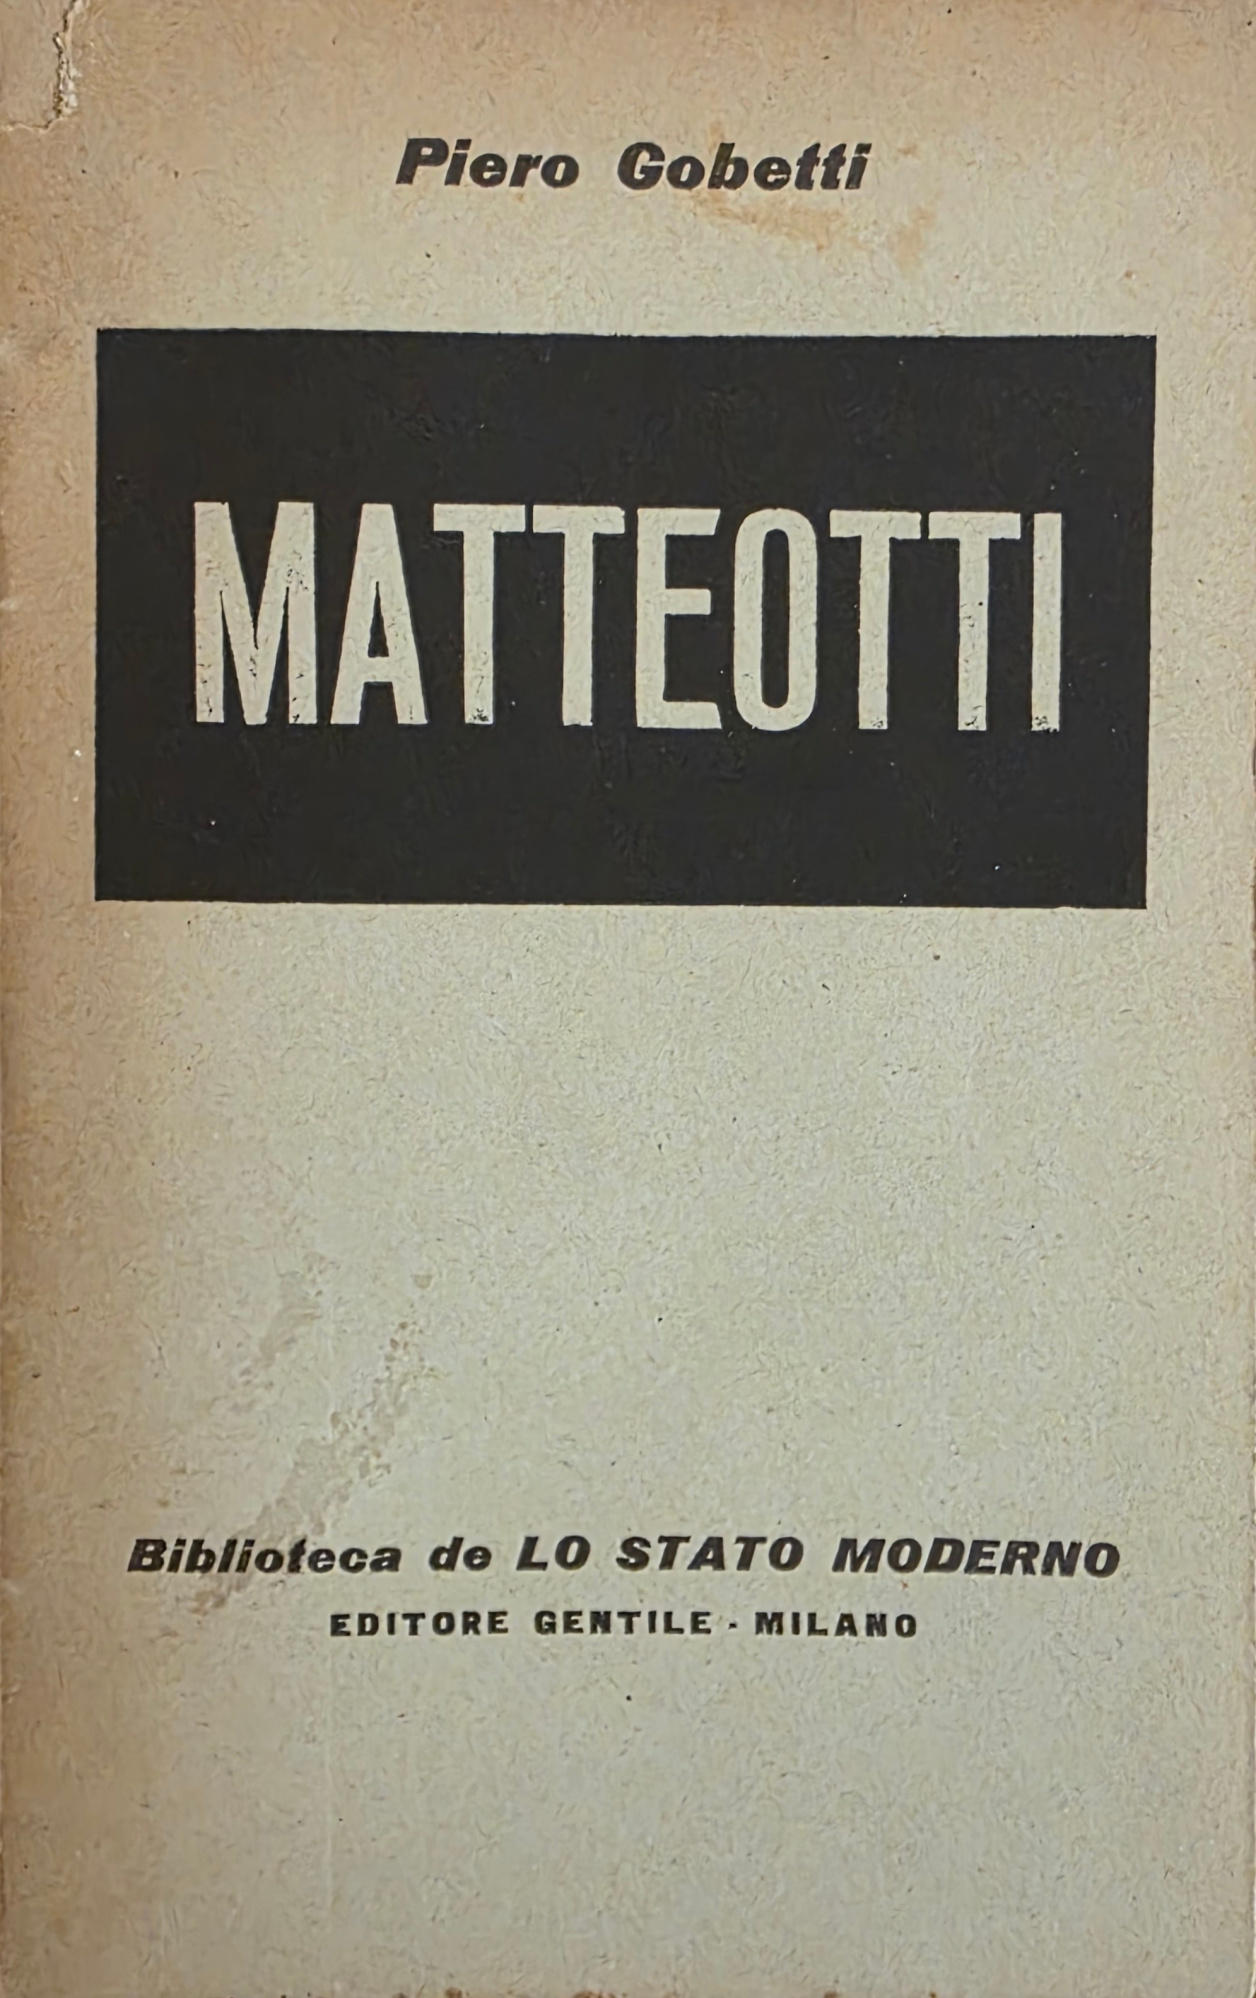 Piero Gobetti
MATTEOTTI
Biblioteca de LO STATO MODERNO
EDITORE GENTILE - MILANO